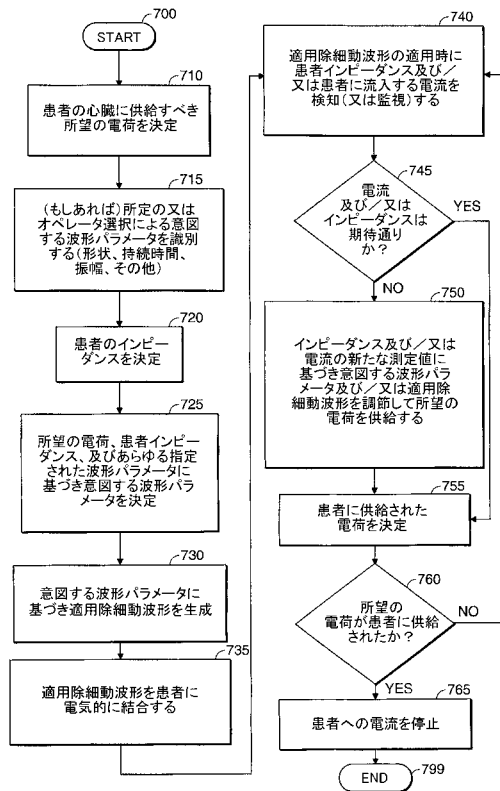 700
START
710
患者の心臓に供給すべき
所望の電荷を決定
715
(もしあれば)所定の又は
オペレータ選択による意図
する波形パラメータを識別
する(形状、持続時間、
振幅、その他)
720
患者のインピー
ダンスを決定
725
所望の電荷、患者インピー
ダンス、及びあらゆる指定
された波形パラメータに
基づき意図する波形パラ
メータを決定
730
意図する波形パラメータに
基づき適用除細動波形を生成
735
適用除細動波形を患者に
電気的に結合する
740
適用除細動波形の適用時に
患者インピーダンス及び/
又は患者に流入する電流を
検知(又は監視)する
745
電流
及び/又は
インピーダンスは
期待通り
か?
YES
NO
750
インピーダンス及び/又は
電流の新たな測定値に
基づき意図する波形パラ
メータ及び/又は適用除
細動波形を調節して所望の
電荷を供給する
755
患者に供給された
電荷を決定
760
所望の
電荷が患者に供給
されたか?
NO
YES
765
患者への電流を停止
END
799